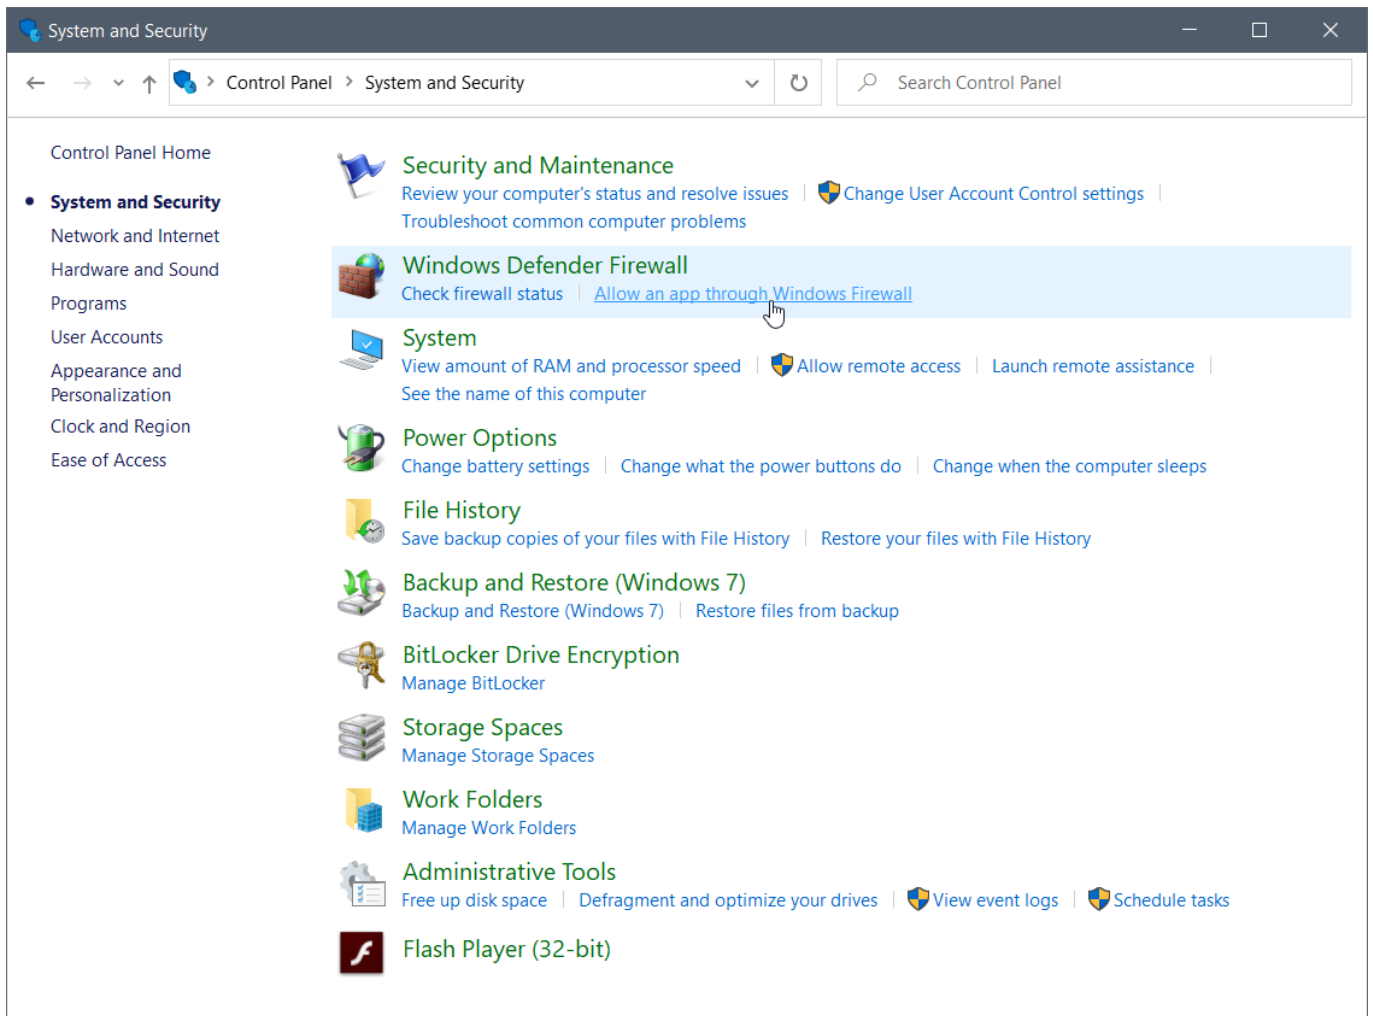 System and Security
Control Panel > System and Security
Search Control Panel
Control Panel Home
System and Security
Network and Internet
Hardware and Sound
Programs
User Accounts
Appearance and
Personalization
Clock and Region
Ease of Access
Security and Maintenance
Review your computer's status and resolve issues | Change User Account Control settings |
Troubleshoot common computer problems
Windows Defender Firewall
Check firewall status | Allow an app through Windows Firewall
System
View amount of RAM and processor speed | Allow remote access | Launch remote assistance |
See the name of this computer
Power Options
Change battery settings | Change what the power buttons do | Change when the computer sleeps
File History
Save backup copies of your files with File History | Restore your files with File History
Backup and Restore (Windows 7)
Backup and Restore (Windows 7) | Restore files from backup
BitLocker Drive Encryption
Manage BitLocker
Storage Spaces
Manage Storage Spaces
Work Folders
Manage Work Folders
Administrative Tools
Free up disk space | Defragment and optimize your drives | View event logs | Schedule tasks
Flash Player (32-bit)